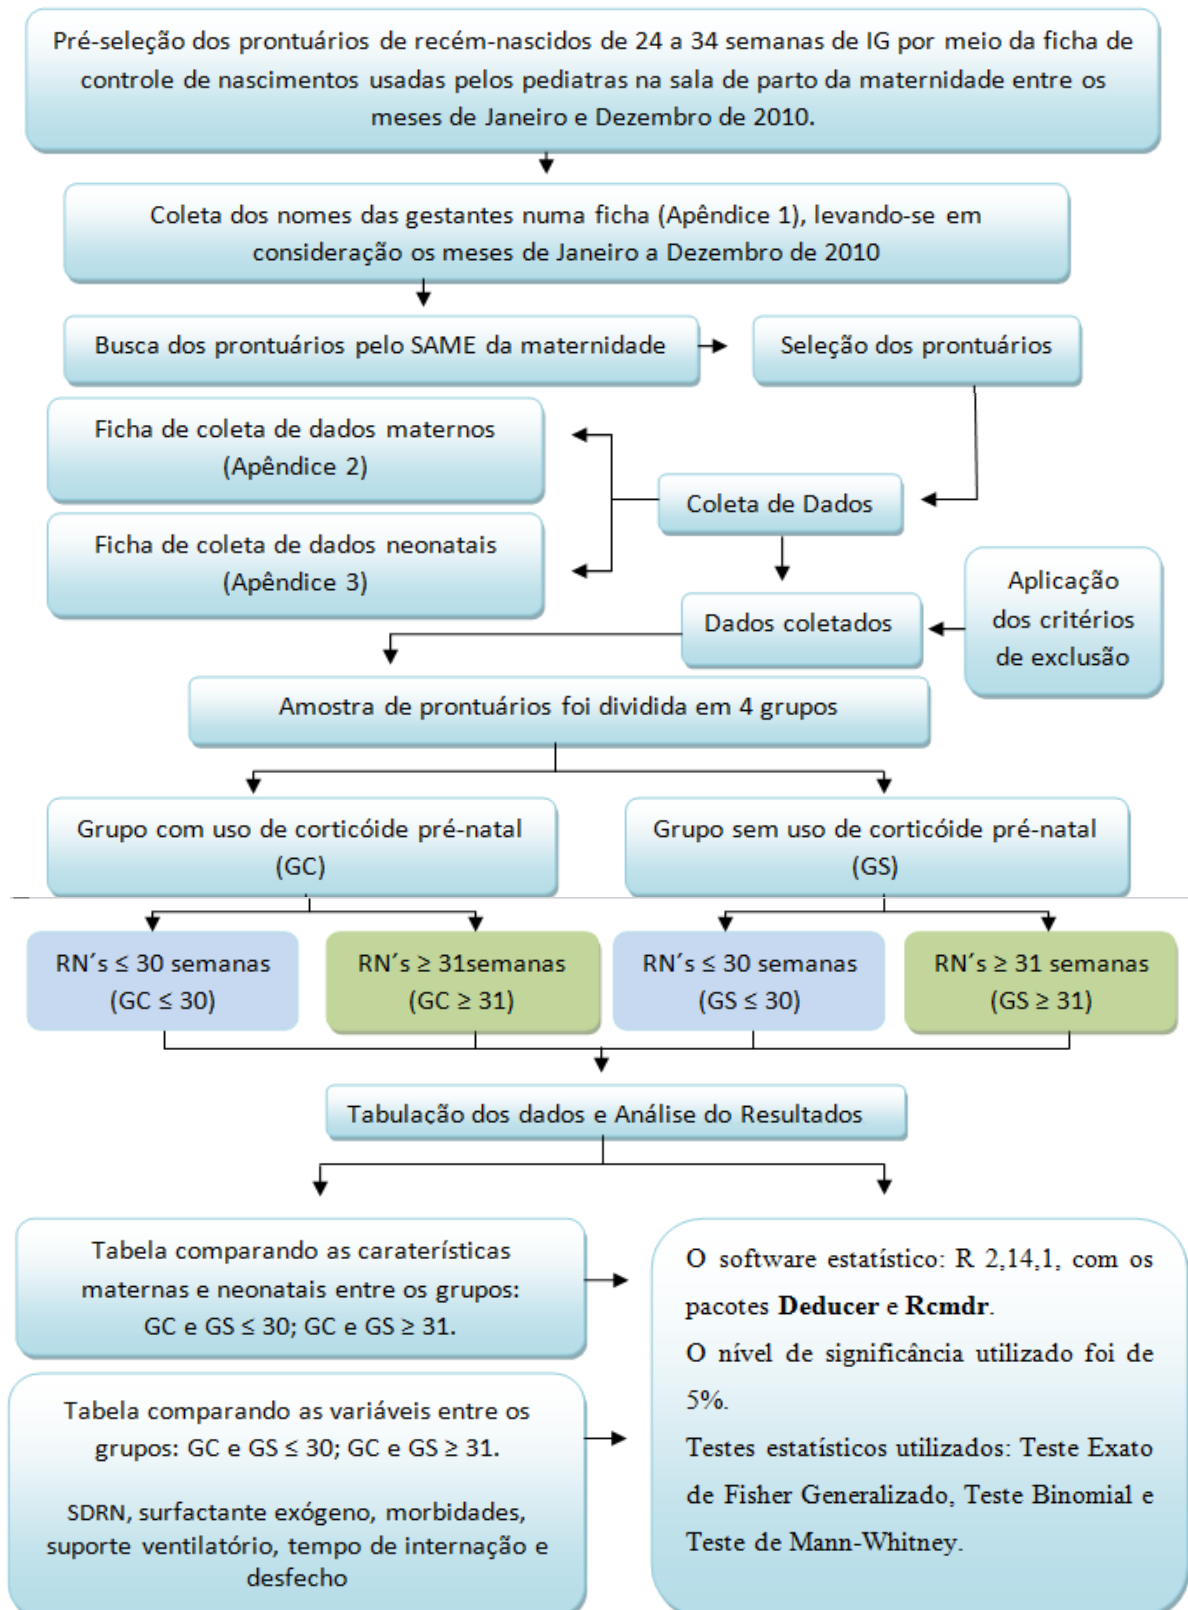 Pré-seleção dos prontuários de recém-nascidos de 24 a 34 semanas de IG por meio da ficha de
controle de nascimentos usadas pelos pediatras na sala de parto da maternidade entre os
meses de Janeiro e Dezembro de 2010.
Coleta dos nomes das gestantes numa ficha (Apêndice 1), levando-se em
consideração os meses de Janeiro a Dezembro de 2010
Busca dos prontuários pelo SAME da maternidade
Seleção dos prontuários
Ficha de coleta de dados maternos
(Apêndice 2)
Coleta de Dados
Ficha de coleta de dados neonatais
(Apêndice 3)
Aplicação
dos critérios
de exclusão
Dados coletados
Amostra de prontuários foi dividida em 4 grupos
Grupo com uso de corticóide pré-natal
(GC)
Grupo sem uso de corticóide pré-natal
(GS)
RN´s ≤ 30 semanas
(GC ≤ 30)
RN´s ≥ 31semanas
(GC ≥ 31)
RN´s ≤ 30 semanas
(GS ≤ 30)
RN´s ≥ 31 semanas
(GS ≥ 31)
Tabulação dos dados e Análise do Resultados
Tabela comparando as caraterísticas
maternas e neonatais entre os grupos:
GC e GS ≤ 30; GC e GS ≥ 31.
Tabela comparando as variáveis entre os
grupos: GC e GS ≤ 30; GC e GS ≥ 31.
SDRN, surfactante exógeno, morbidades,
suporte ventilatório, tempo de internação e
desfecho
O software estatístico: R 2,14,1, com os
pacotes Deducer e Rcmdr.
O nível de significância utilizado foi de
5%.
Testes estatísticos utilizados: Teste Exato
de Fisher Generalizado, Teste Binomial e
Teste de Mann-Whitney.